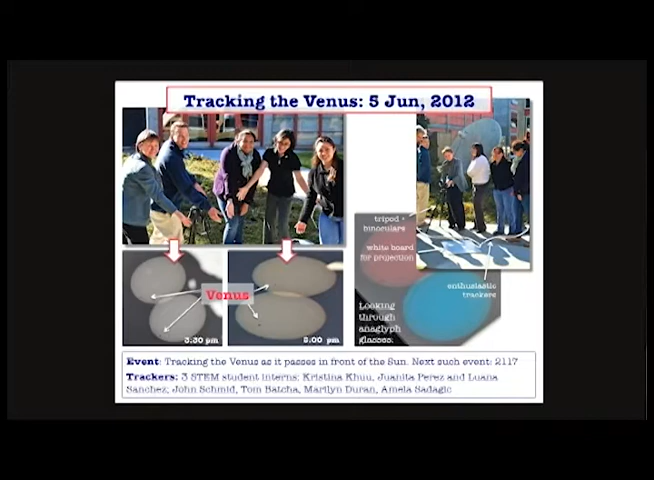 Tracking the Venus: 5 Jun, 2012
tripod +
binoculars
white board
for projection
enthusiastic
trackers
Venus
Looking
through
anaglyph
glasses.
3:30 pm
5:00 pm
Event: Tracking the Venus as it passes in front of the Sun. Next such event: 2117
Trackers: 3 STEM student interns: Kristina Khuu, Juanita Perez and Luana
Sanchez, John Schmid, Tom Batcha, Marilyn Duran, Amela Sadagic